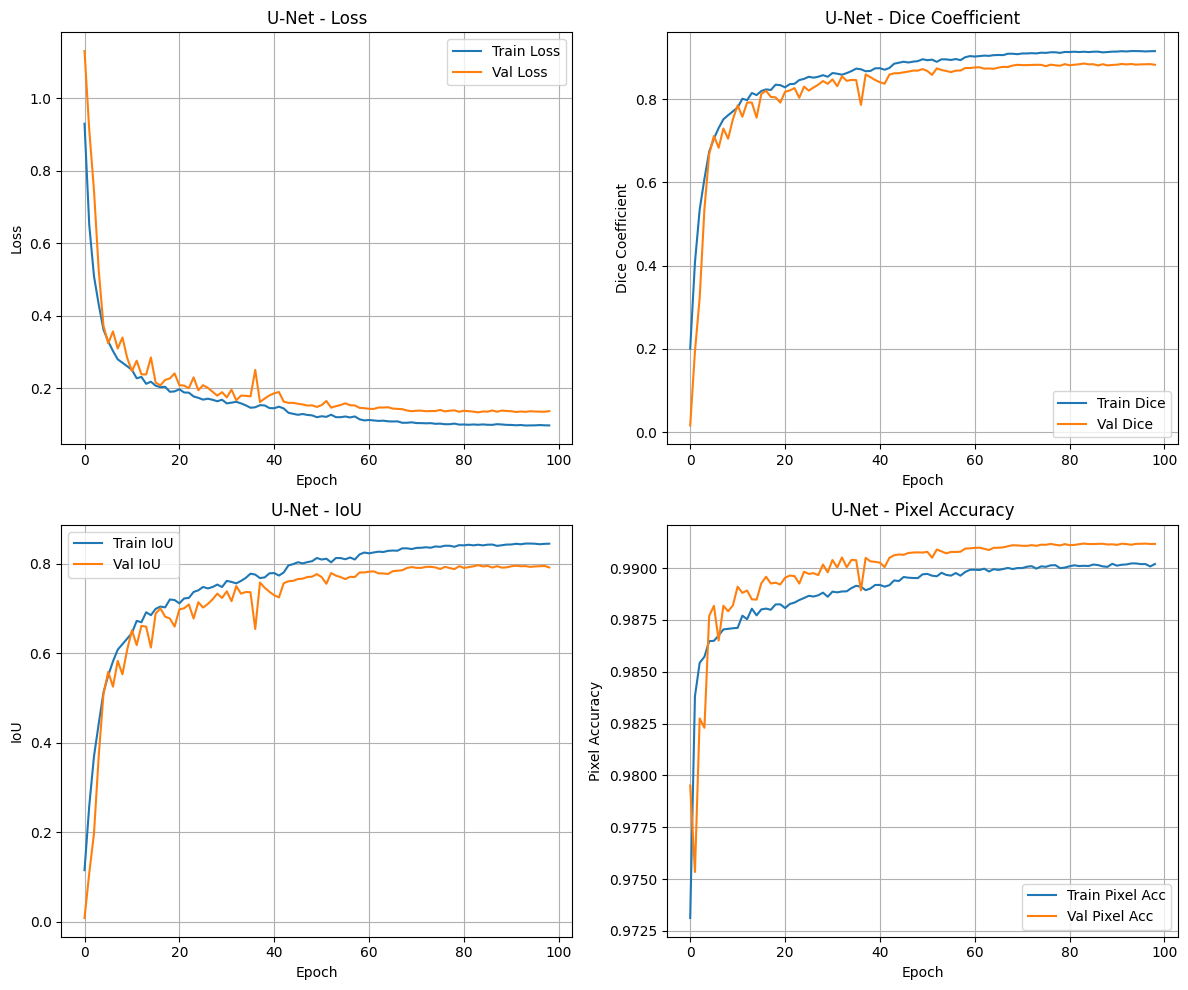 U-Net - Loss
Train Loss
Val Loss
1.0
0.8
0.6
0.4
0.2
Loss
0 20 40 60 80 100
Epoch
U-Net - Dice Coefficient
0.8
0.6
0.4
0.2
0.0
Dice Coefficient
Train Dice
Val Dice
0 20 40 60 80 100
Epoch
U-Net - IoU
Train IoU
Val IoU
0.8
0.6
0.4
0.2
0.0
IoU
0 20 40 60 80 100
Epoch
U-Net - Pixel Accuracy
0.9900
0.9875
0.9850
0.9825
0.9800
0.9775
0.9750
0.9725
Pixel Accuracy
Train Pixel Acc
Val Pixel Acc
0 20 40 60 80 100
Epoch